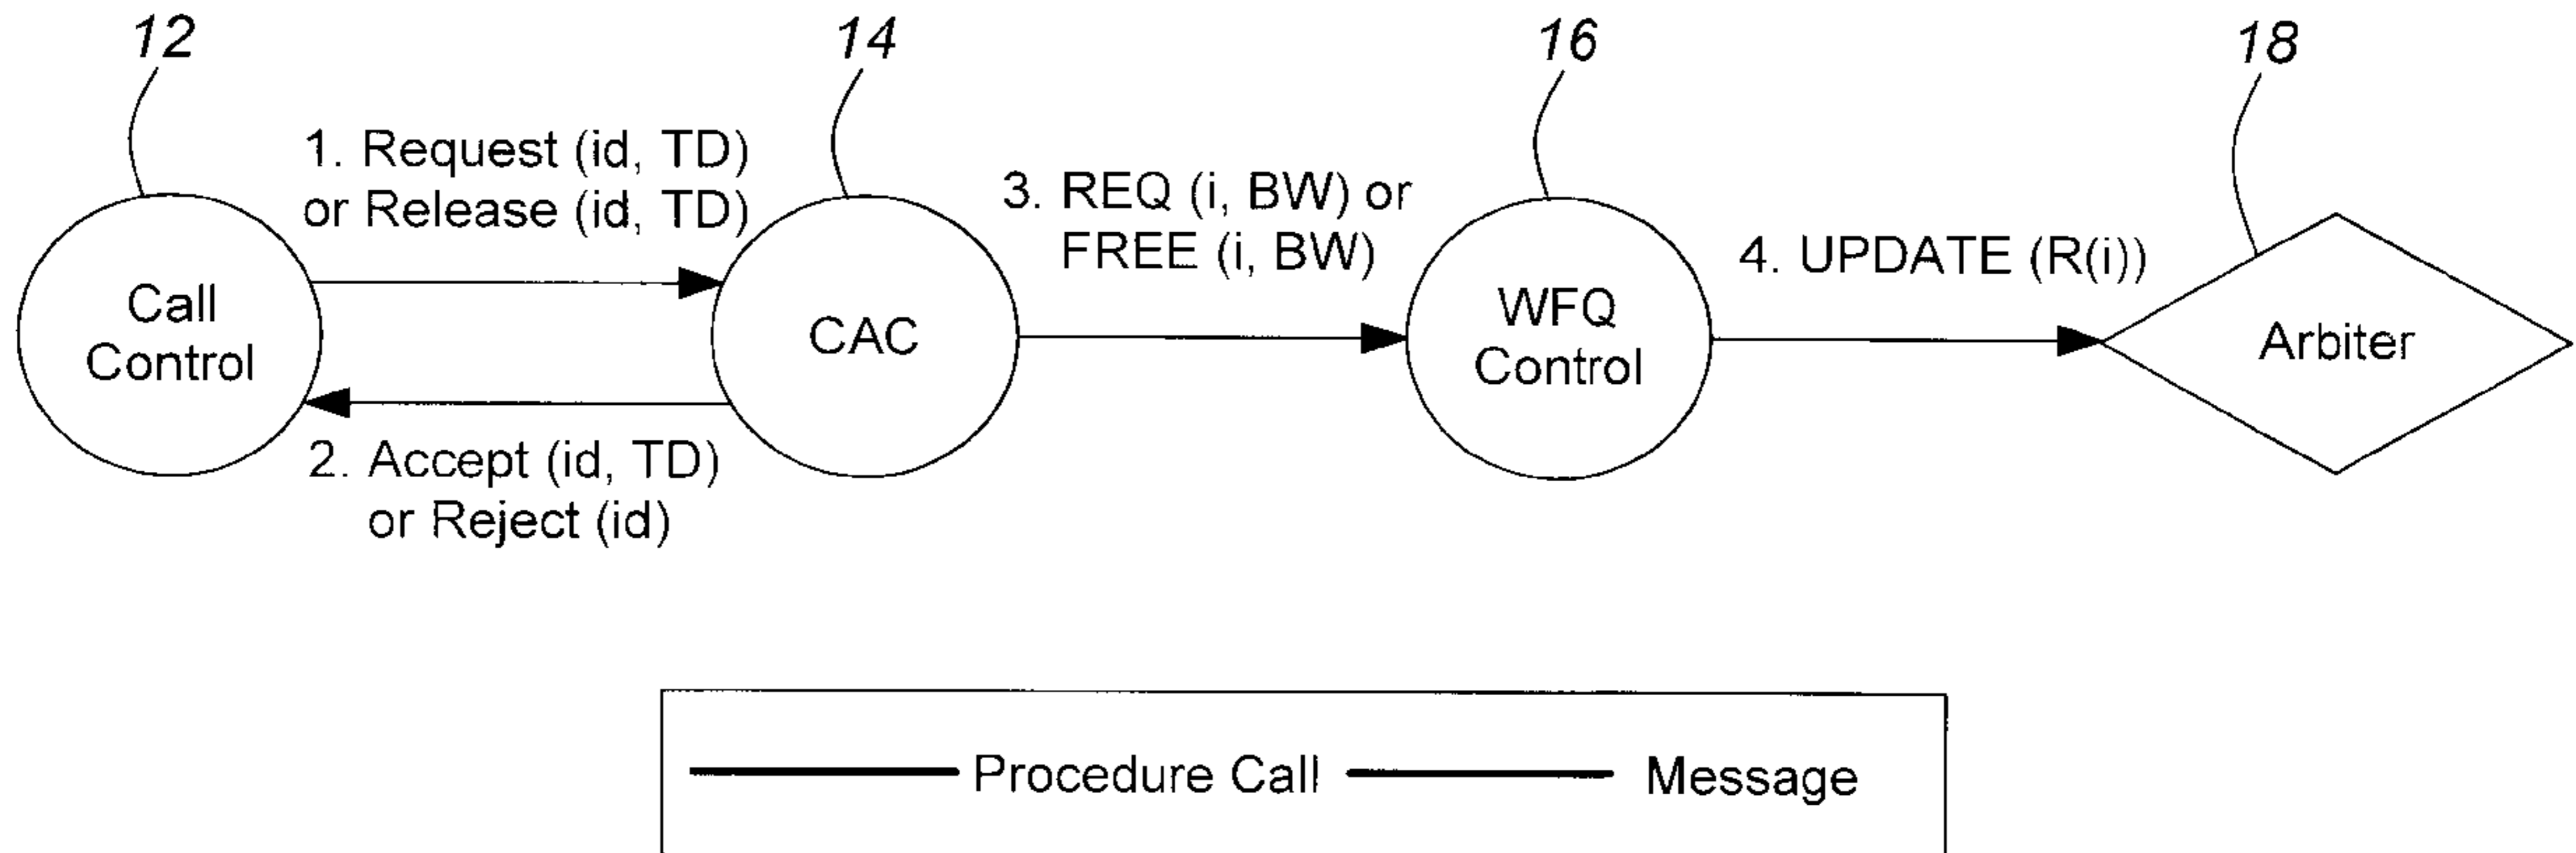 12
14
16
18
1. Request (id, TD)
or Release (id, TD)
3. REQ (i, BW) or
FREE (i, BW)
4. UPDATE (R(i))
Call
Control
CAC
WFQ
Control
Arbiter
2. Accept (id, TD)
or Reject (id)
Procedure Call
Message